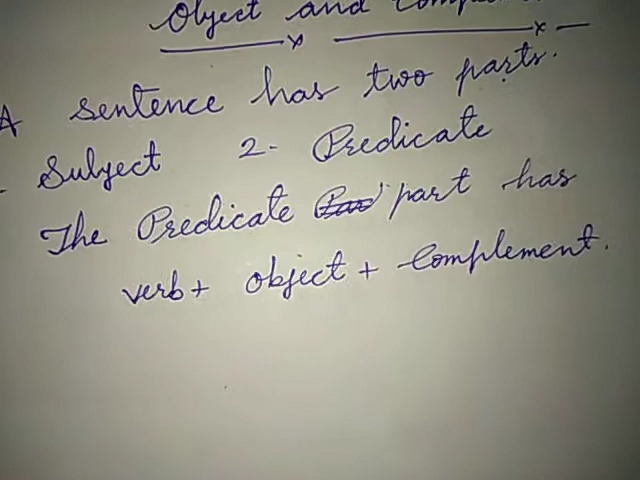 Object and
A sentence has two parts.
Subject 2- Predicate
The Predicate part has
verb + object + complement.